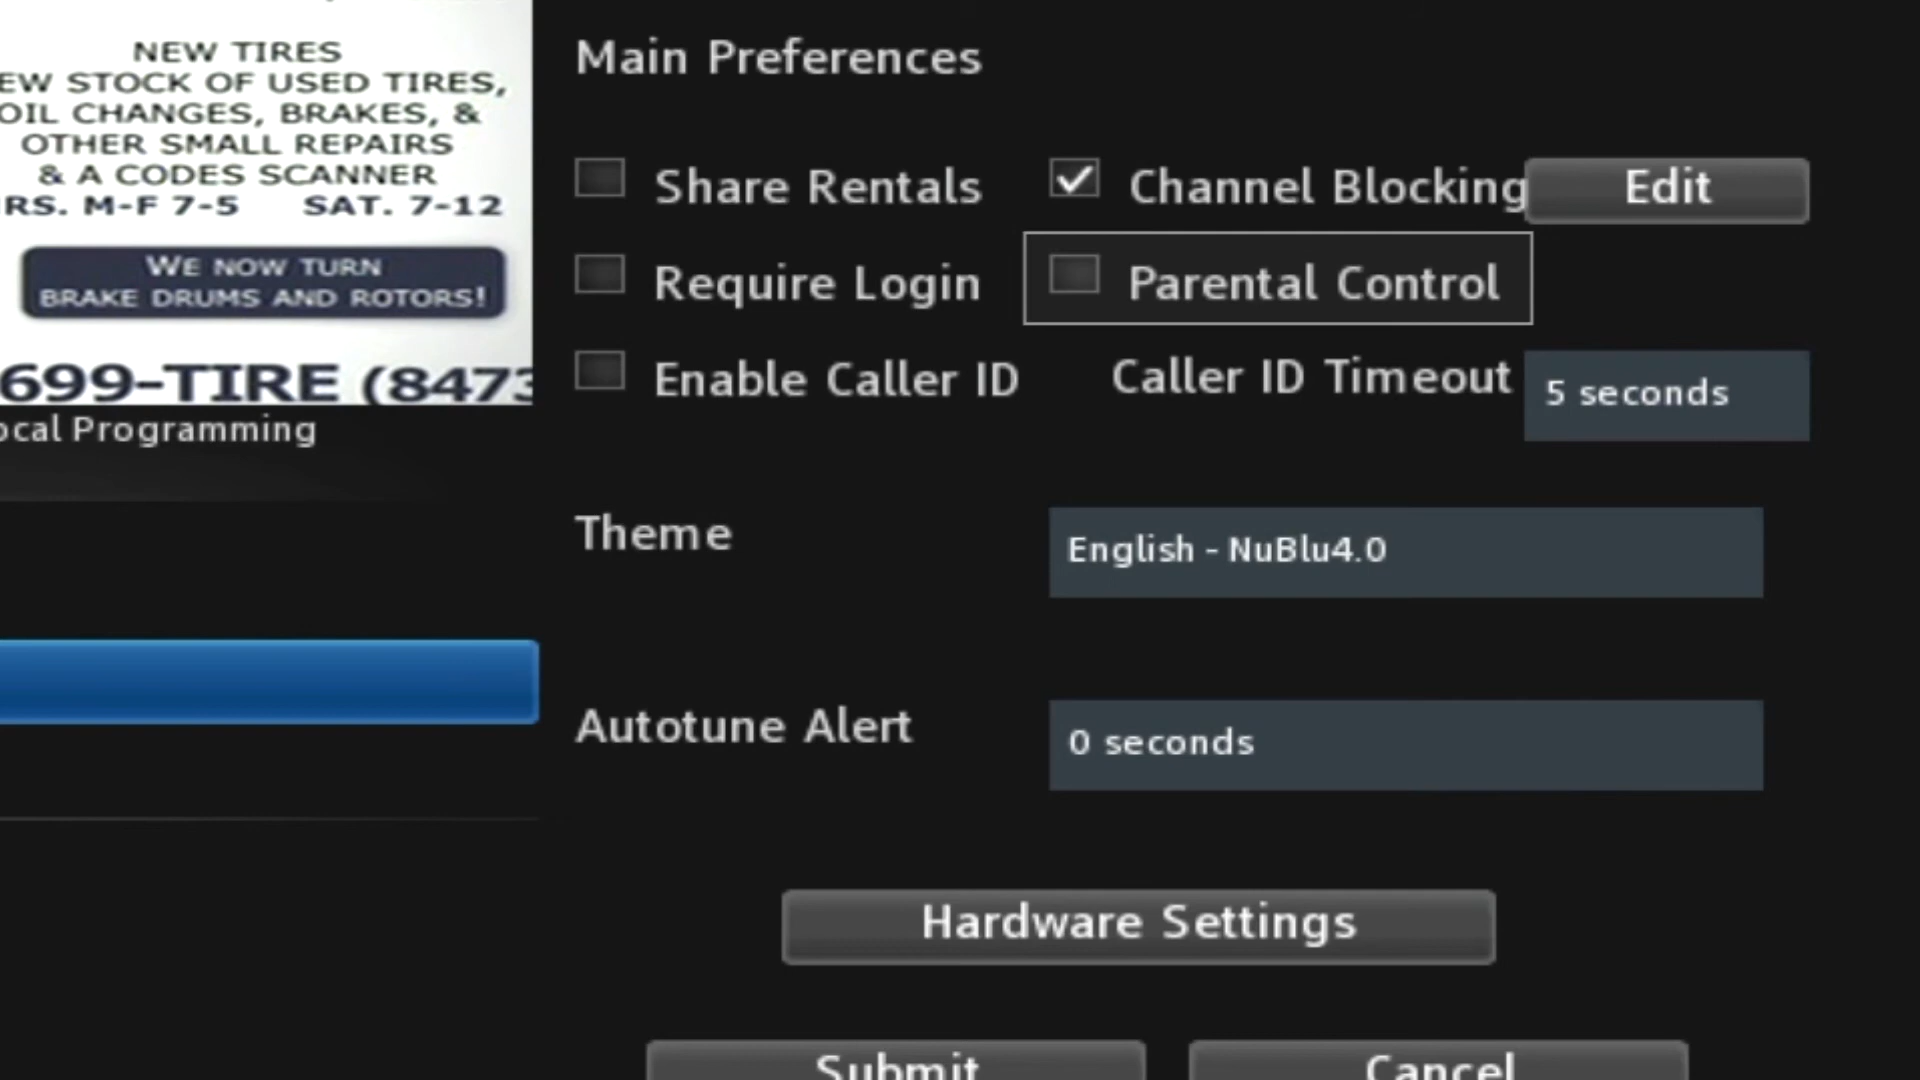 NEW TIRES
STOCK OF USED TIRES,
OIL CHANGES, BRAKES, &
OTHER SMALL REPAIRS
& A CODES SCANNER
RS. M-F 7-5 SAT. 7-12
WE NOW TURN
BRAKE DRUMS AND ROTORS!
699-TIRE (8473
ocal Programming
Main Preferences
Share Rentals
Channel Blocking
Edit
Require Login
Parental Control
Enable Caller ID
Caller ID Timeout
5 seconds
Theme
English - NuBlu4.0
Autotune Alert
0 seconds
Hardware Settings
Submit
Cancel